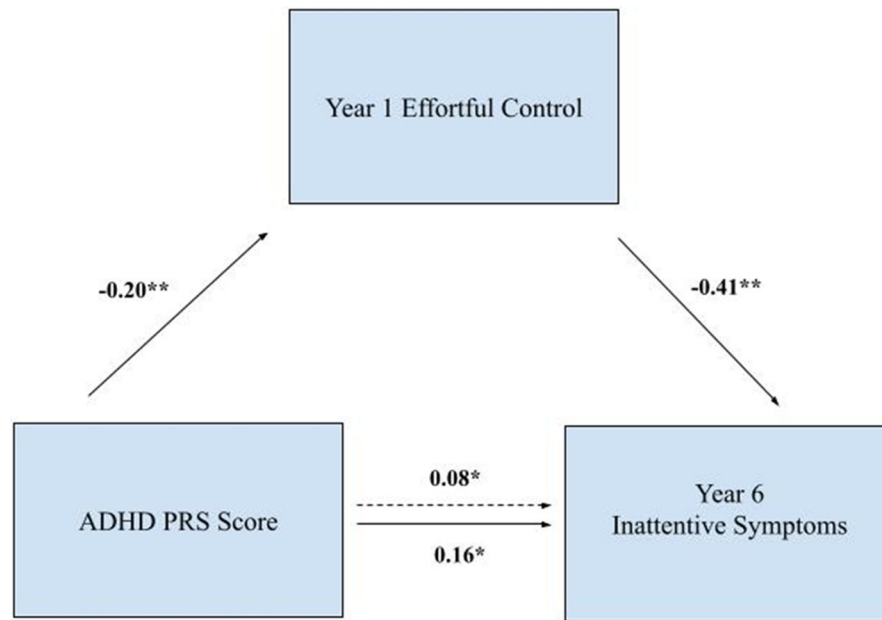 Year 1 Effortful Control
-0.20**
-0.41**
ADHD PRS Score
0.08*
0.16*
Year 6
Inattentive Symptoms